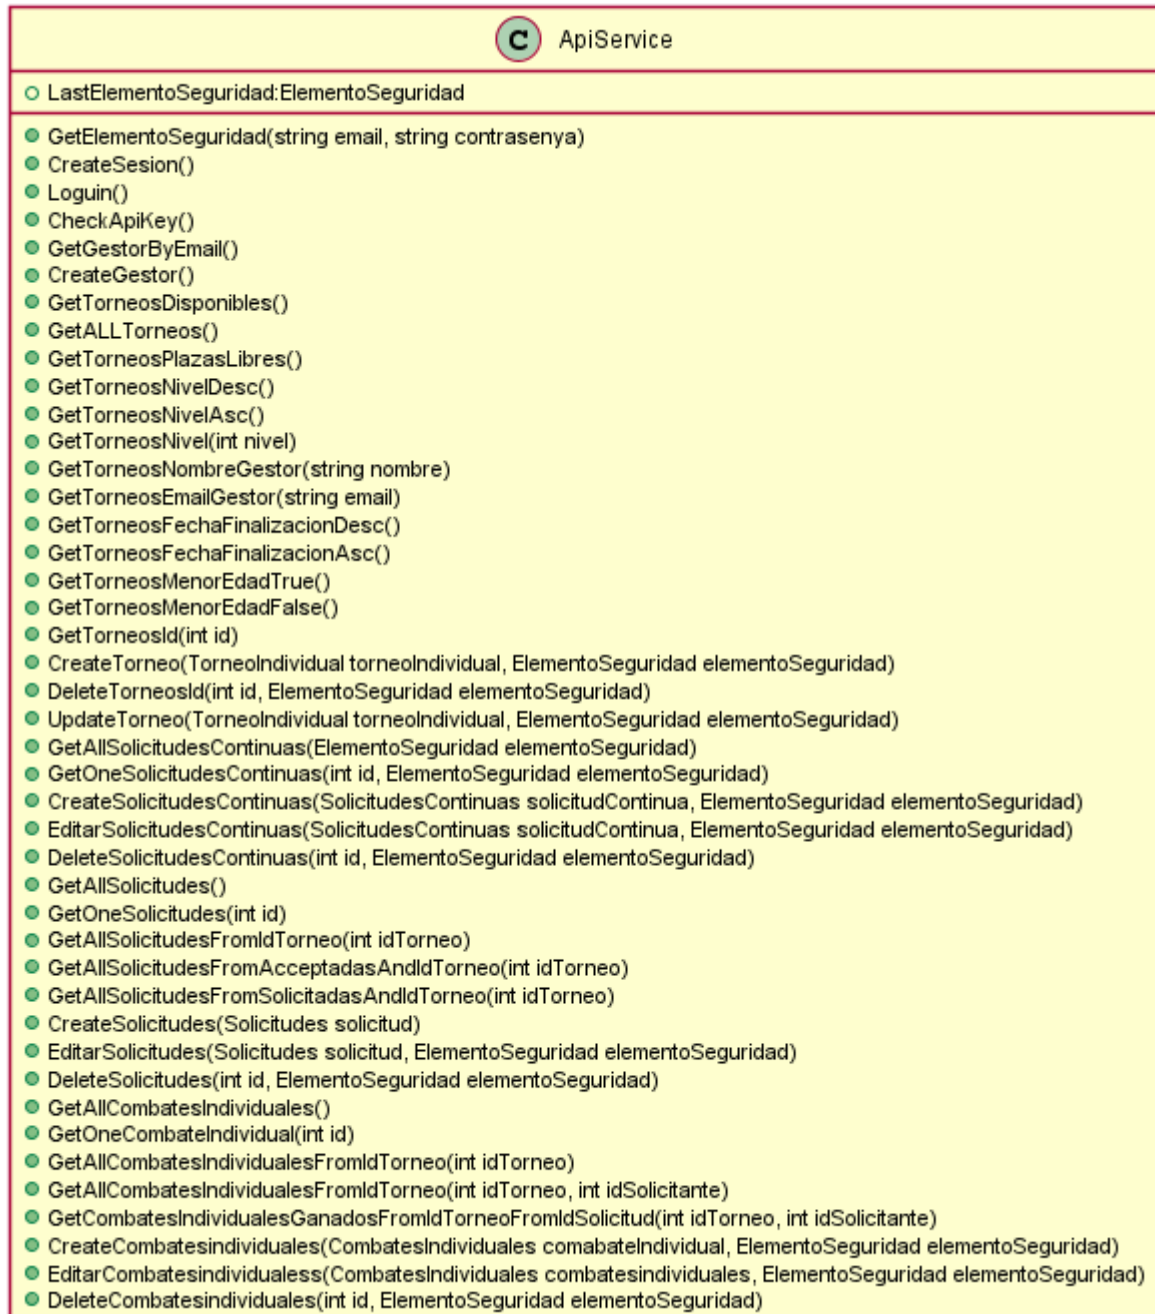 C ApiService
LastElementoSeguridad:ElementoSeguridad
GetElementoSeguridad(string email, string contrasenya)
CreateSesion()
Loguin()
CheckApiKey()
GetGestorByEmail()
CreateGestor()
GetTorneosDisponibles()
GetALLTorneos()
GetTorneosPlazasLibres()
GetTorneosNivelDesc()
GetTorneosNivelAsc()
GetTorneosNivel(int nivel)
GetTorneosNombreGestor(string nombre)
GetTorneosEmailGestor(string email)
GetTorneosFechaFinalizacionDesc()
GetTorneosFechaFinalizacionAsc()
GetTorneosMenorEdadTrue()
GetTorneosMenorEdadFalse()
GetTorneosId(int id)
CreateTorneo(TorneoIndividual torneoIndividual, ElementoSeguridad elementoSeguridad)
DeleteTorneosId(int id, ElementoSeguridad elementoSeguridad)
UpdateTorneo(TorneoIndividual torneoIndividual, ElementoSeguridad elementoSeguridad)
GetAllSolicitudesContinuas(ElementoSeguridad elementoSeguridad)
GetOneSolicitudesContinuas(int id, ElementoSeguridad elementoSeguridad)
CreateSolicitudesContinuas(SolicitudesContinuas solicitudContinua, ElementoSeguridad elementoSeguridad)
EditarSolicitudesContinuas(SolicitudesContinuas solicitudContinua, ElementoSeguridad elementoSeguridad)
DeleteSolicitudesContinuas(int id, ElementoSeguridad elementoSeguridad)
GetAllSolicitudes()
GetOneSolicitudes(int id)
GetAllSolicitudesFromIdTorneo(int idTorneo)
GetAllSolicitudesFromAcceptadasAndIdTorneo(int idTorneo)
GetAllSolicitudesFromSolicitadasAndIdTorneo(int idTorneo)
CreateSolicitudes(Solicitudes solicitud)
EditarSolicitudes(Solicitudes solicitud, ElementoSeguridad elementoSeguridad)
DeleteSolicitudes(int id, ElementoSeguridad elementoSeguridad)
GetAllCombatesIndividuales()
GetOneCombateIndividual(int id)
GetAllCombatesIndividualesFromIdTorneo(int idTorneo)
GetAllCombatesIndividualesFromIdTorneo(int idTorneo, int idSolicitante)
GetCombatesIndividualesGanadosFromIdTorneoFromIdSolicitud(int idTorneo, int idSolicitante)
CreateCombatesindividuales(CombatesIndividuales comabateIndividual, ElementoSeguridad elementoSeguridad)
EditarCombatesindividualess(CombatesIndividuales combatesindividuales, ElementoSeguridad elementoSeguridad)
DeleteCombatesindividuales(int id, ElementoSeguridad elementoSeguridad)